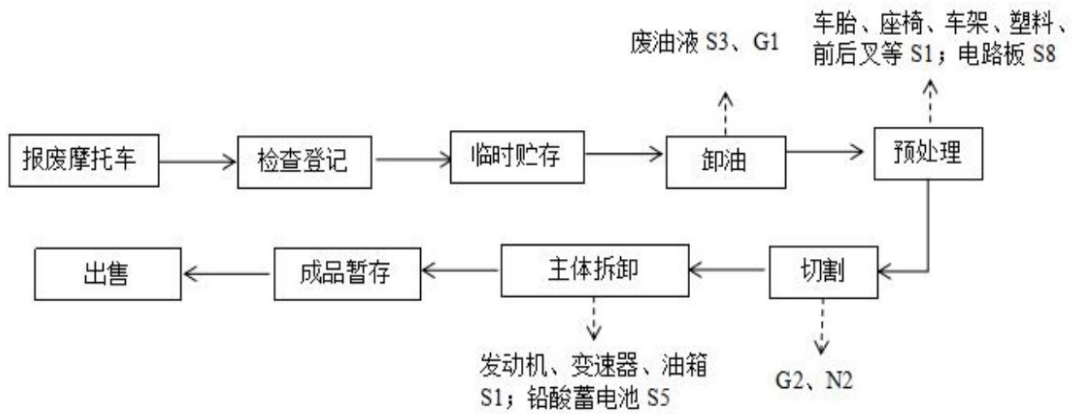 废油液 S3、G1
车胎、座椅、车架、塑料、
前后叉等 S1；电路板 S8
报废摩托车
检查登记
临时贮存
卸油
预处理
出售
成品暂存
主体拆卸
切割
发动机、变速器、油箱
S1；铅酸蓄电池 S5
G2、N2